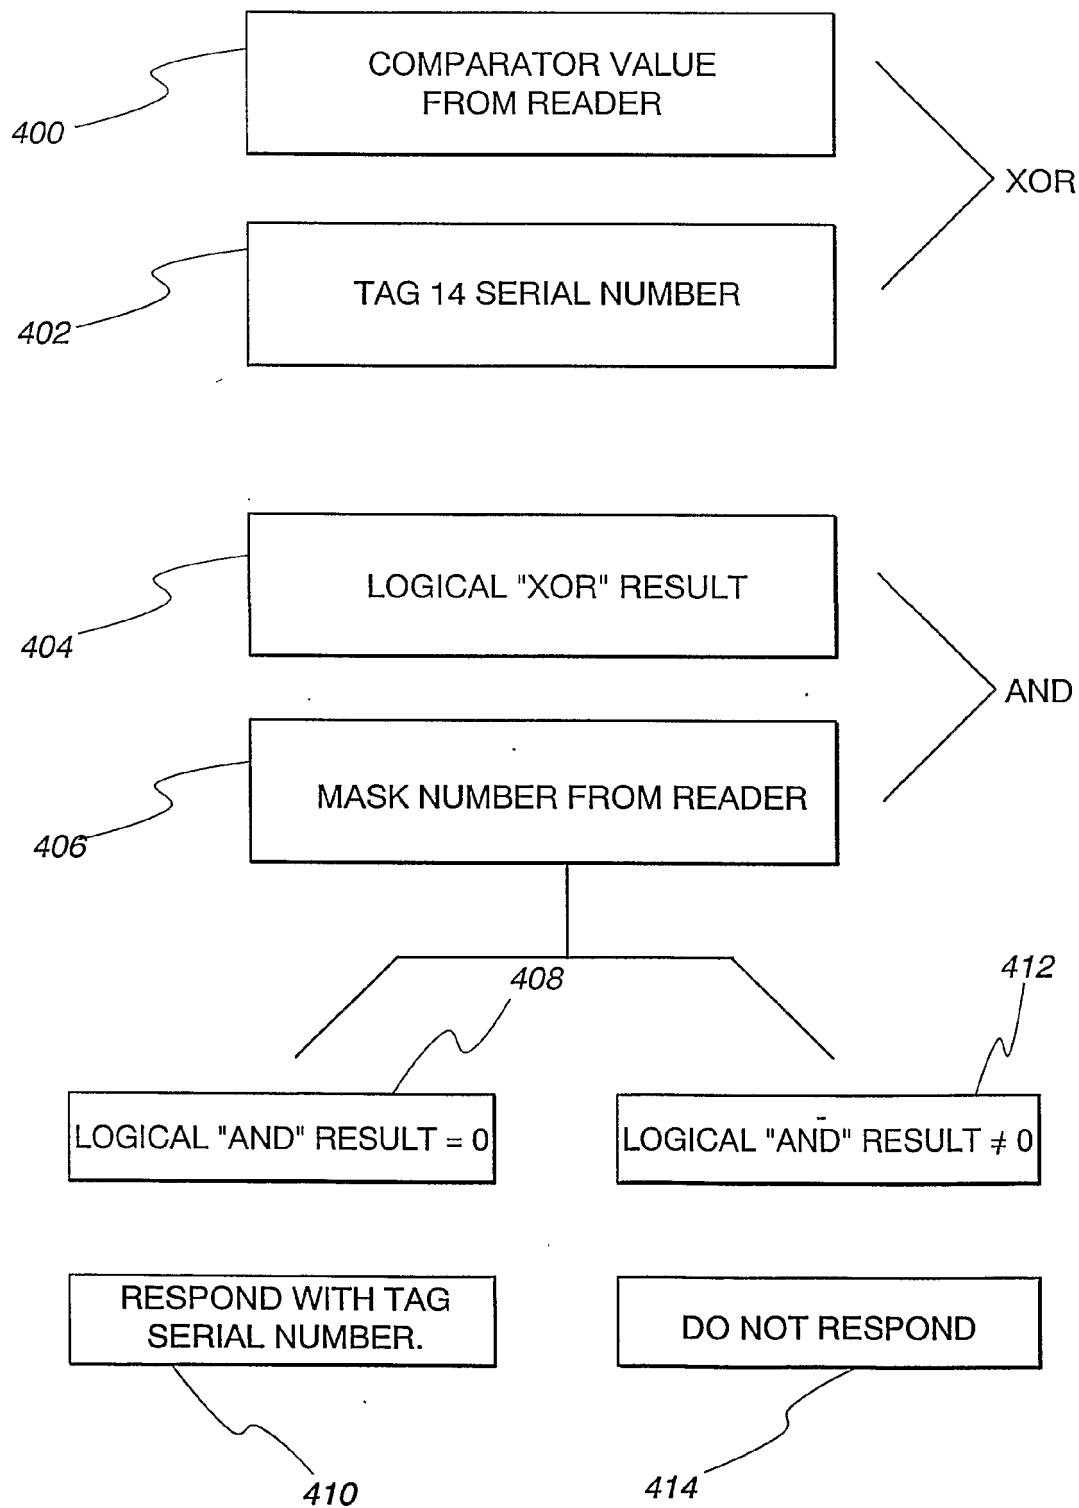 COMPARATOR VALUE
FROM READER
400
XOR
TAG 14 SERIAL NUMBER
402
LOGICAL "XOR" RESULT
404
AND
MASK NUMBER FROM READER
406
408
412
LOGICAL "AND" RESULT = 0
LOGICAL "AND" RESULT ≠ 0
RESPOND WITH TAG
SERIAL NUMBER.
DO NOT RESPOND
410
414